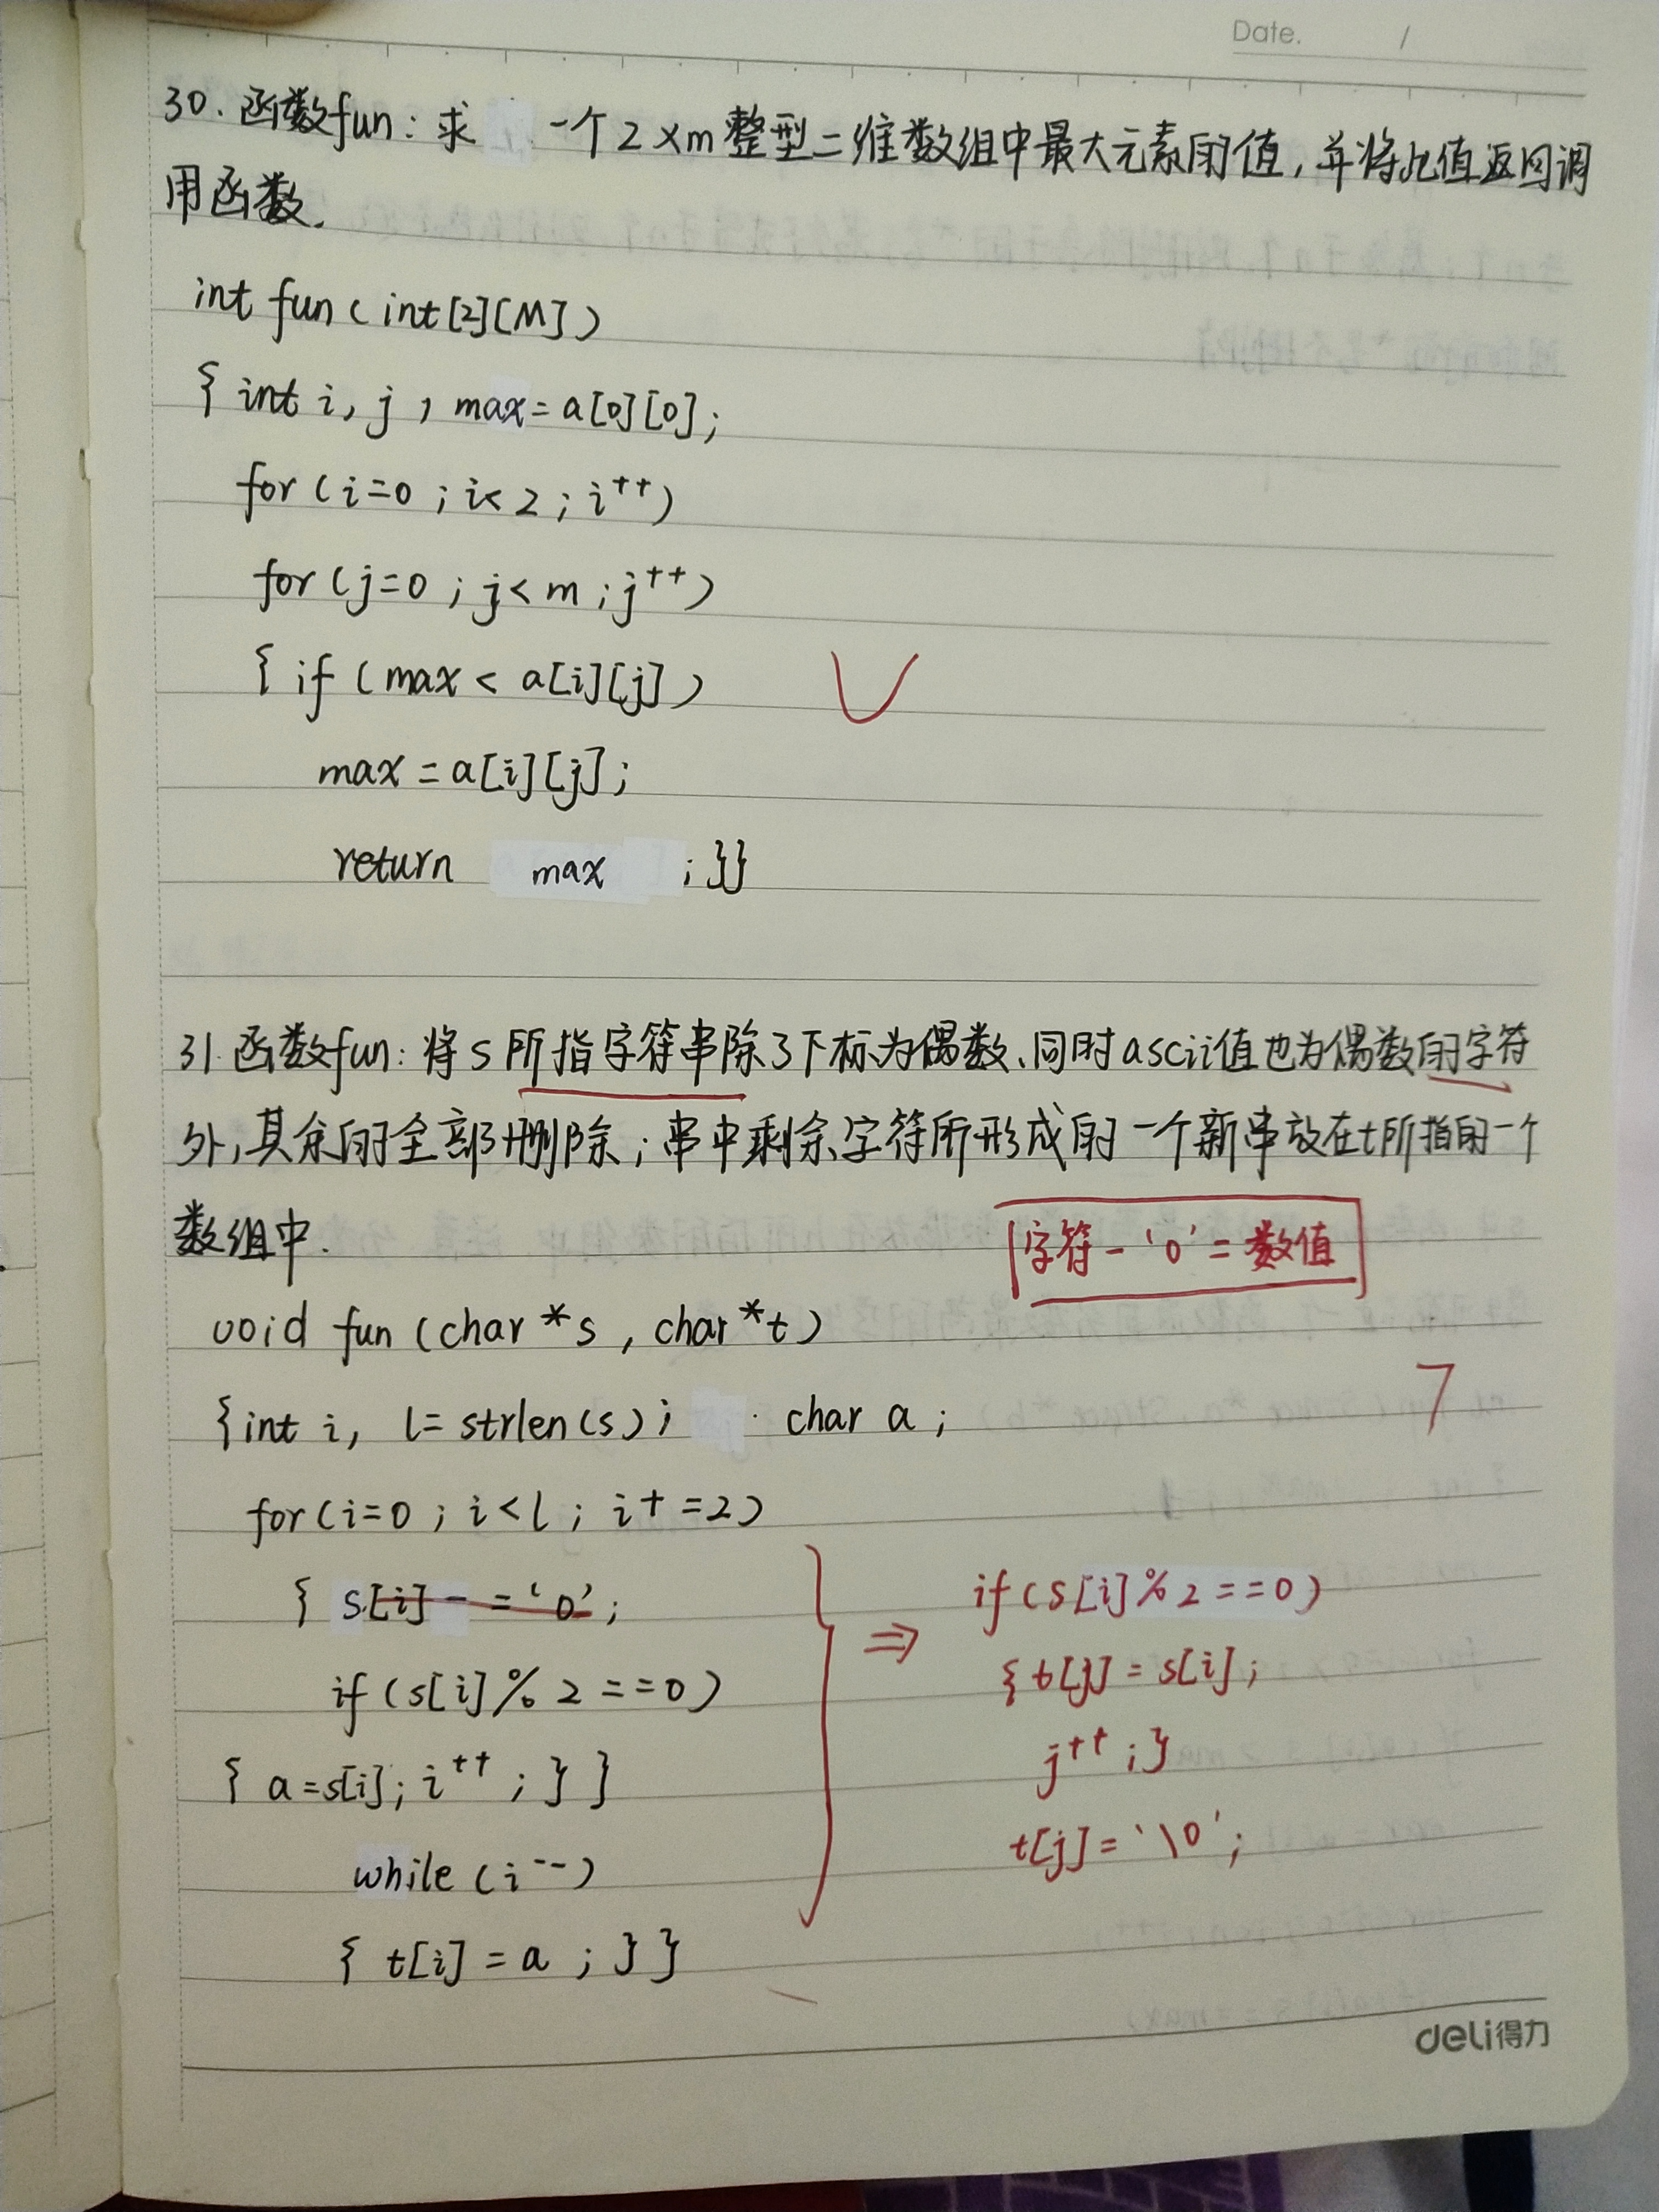 Date. /
30. 函数fun: 求 一个2×m整型二维数组中最大元素的值,并将此值返回调
用函数.
int fun(int[2][M])
{ int i, j, max=a[0][0];
for(i=0;i<2;i++)
for(j=0;j<m;j++)
{ if(max<a[i][j])
max=a[i][j];
return max ;}}
31.函数fun:将s所指字符串除了下标为偶数、同时ascii值也为偶数的字符
外,其余的全部删除;串中剩余字符所形成的一个新串放在t所指的一个
数组中.
字符-'0'=数值
void fun(char *s, char *t)
{int i, l=strlen(s); char a;
for(i=0;i<l;i+=2)
{ s[i]-='0';
if(s[i]%2==0)
{ a=s[i]; i++; } }
while(i--)
{ t[i]=a; } }
⇒ if(s[i]%2==0)
{t[j]=s[i];
j++;}
t[j]='\0';
deli得力